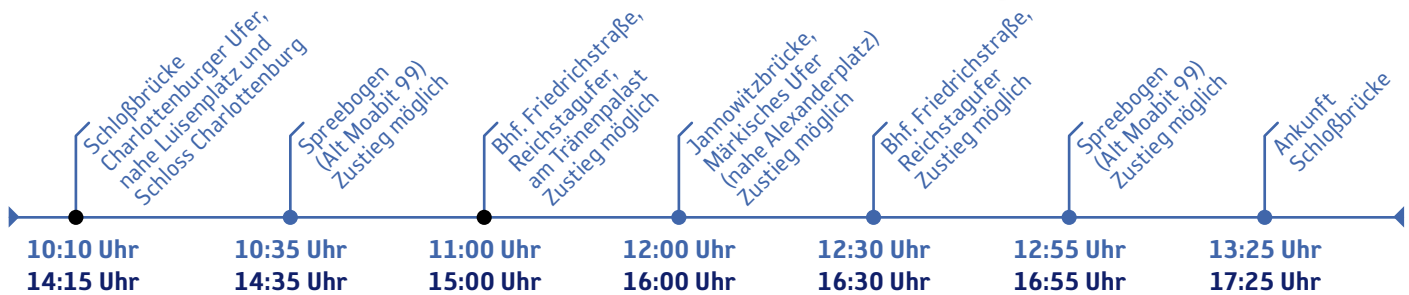 Schloßbrücke
Charlottenburger Ufer,
nahe Luisenplatz und
Schloss Charlottenburg
Spreebogen
(Alt Moabit 99)
Zustieg möglich
Bhf. Friedrichstraße,
Reichstagufer,
am Tränenpalast
Zustieg möglich
Jannowitzbrücke,
Märkisches Ufer
(nahe Alexanderplatz)
Zustieg möglich
Bhf. Friedrichstraße,
Reichstagufer
Zustieg möglich
Spreebogen
(Alt Moabit 99)
Zustieg möglich
Ankunft
Schloßbrücke
10:10 Uhr 10:35 Uhr 11:00 Uhr 12:00 Uhr 12:30 Uhr 12:55 Uhr 13:25 Uhr
14:15 Uhr 14:35 Uhr 15:00 Uhr 16:00 Uhr 16:30 Uhr 16:55 Uhr 17:25 Uhr